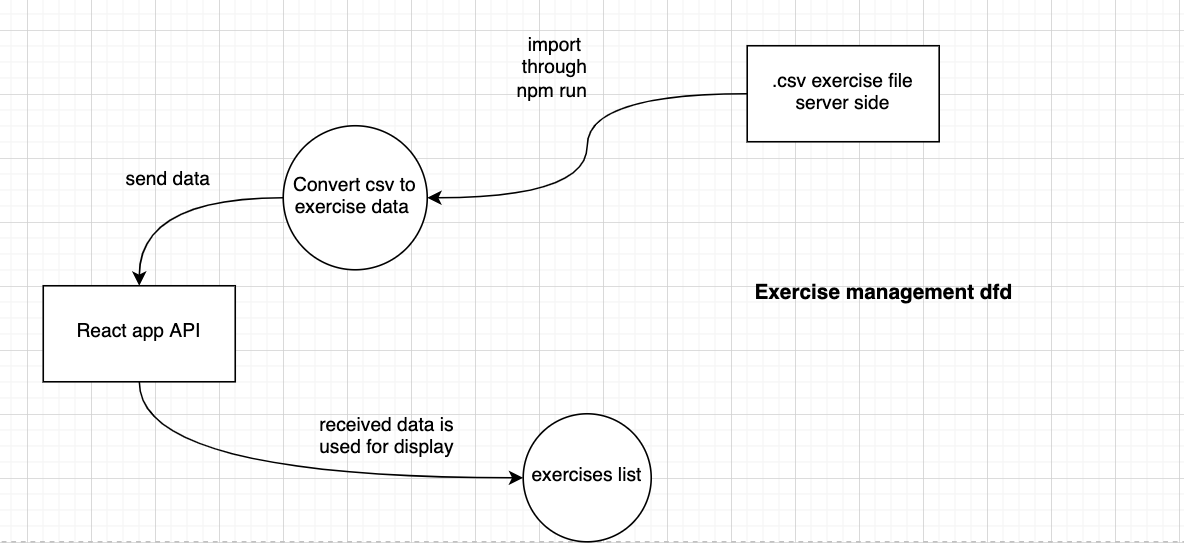 import
through
npm run
.csv exercise file
server side
send data
Convert csv to
exercise data
Exercise management dfd
React app API
received data is
used for display
exercises list